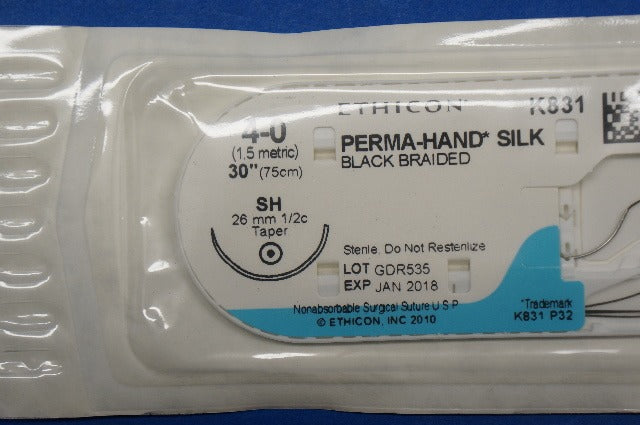 ETHICON
K831
4-0
(1.5 metric)
30" (75cm)
PERMA-HAND* SILK
BLACK BRAIDED
SH
26 mm 1/2c
Taper
Sterile, Do Not Resterilize
LOT GDR535
EXP JAN 2018
Nonabsorbable Surgical Suture U S P
© ETHICON, INC 2010
*Trademark
K831 P32